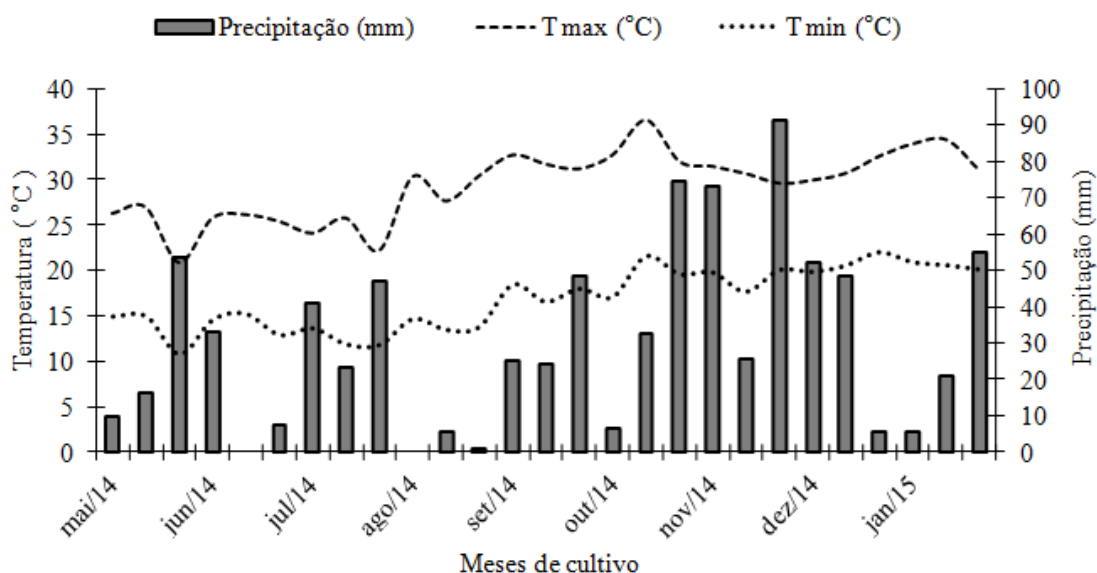 Precipitação (mm) Tmax (°C) Tmin (°C)
40 100
35 90
30 80
25 70
20 60
15 50
10 40
5 30
0 20
10
0
Temperatura ( °C )
Precipitação (mm)
mai/14 jun/14 jul/14 ago/14 set/14 out/14 nov/14 dez/14 jan/15
Meses de cultivo